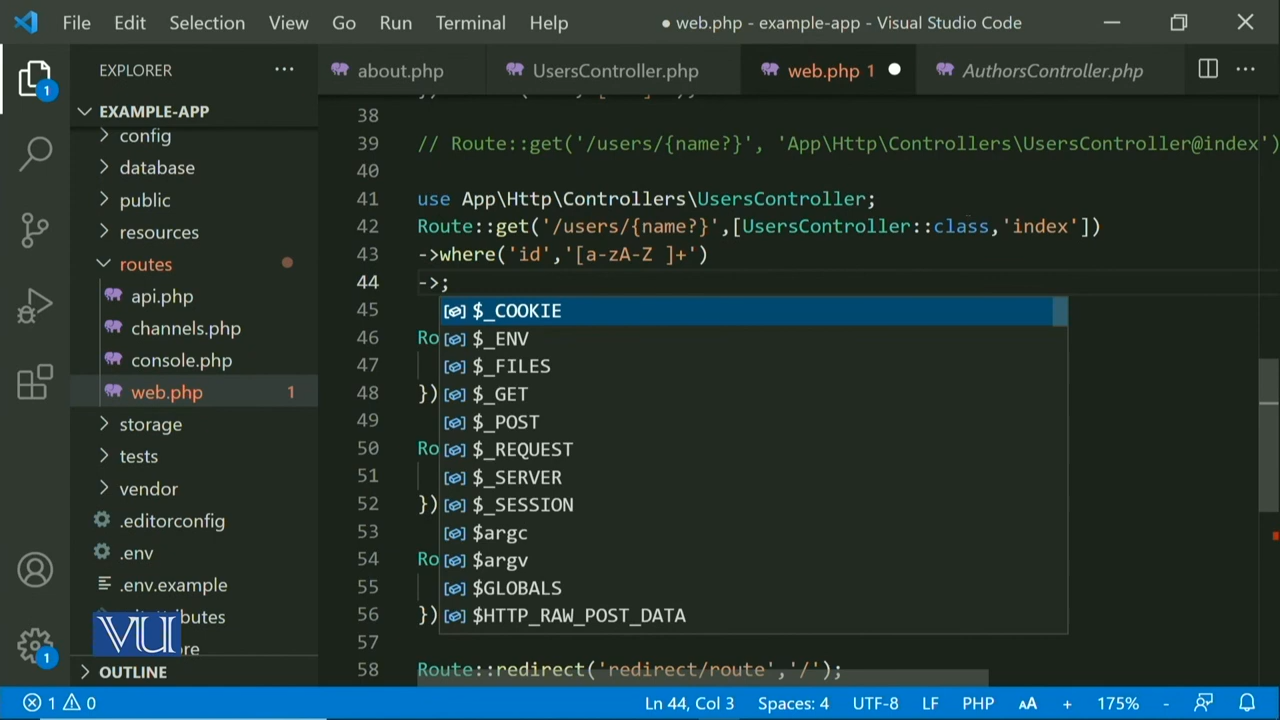 File Edit Selection View Go Run Terminal Help ● web.php - example-app - Visual Studio Code
EXPLORER
about.php UsersController.php web.php 1 AuthorsController.php
EXAMPLE-APP
config
database
public
resources
routes
api.php
channels.php
console.php
web.php 1
storage
tests
vendor
.editorconfig
.env
.env.example
OUTLINE
1
1
VU
38
39 // Route::get('/users/{name?}', 'App\Http\Controllers\UsersController@index')
40
41 use App\Http\Controllers\UsersController;
42 Route::get('/users/{name?}',[UsersController::class,'index'])
43 ->where('id','[a-zA-Z ]+')
44 ->;
45 $_COOKIE
46 Ro $_ENV
47 $_FILES
48 }) $_GET
49 $_POST
50 Ro $_REQUEST
51 $_SERVER
52 }) $_SESSION
53 $argc
54 Ro $argv
55 $GLOBALS
56 }) $HTTP_RAW_POST_DATA
57
58 Route::redirect('redirect/route','/');
1 0 Ln 44, Col 3 Spaces: 4 UTF-8 LF PHP AA + 175% -